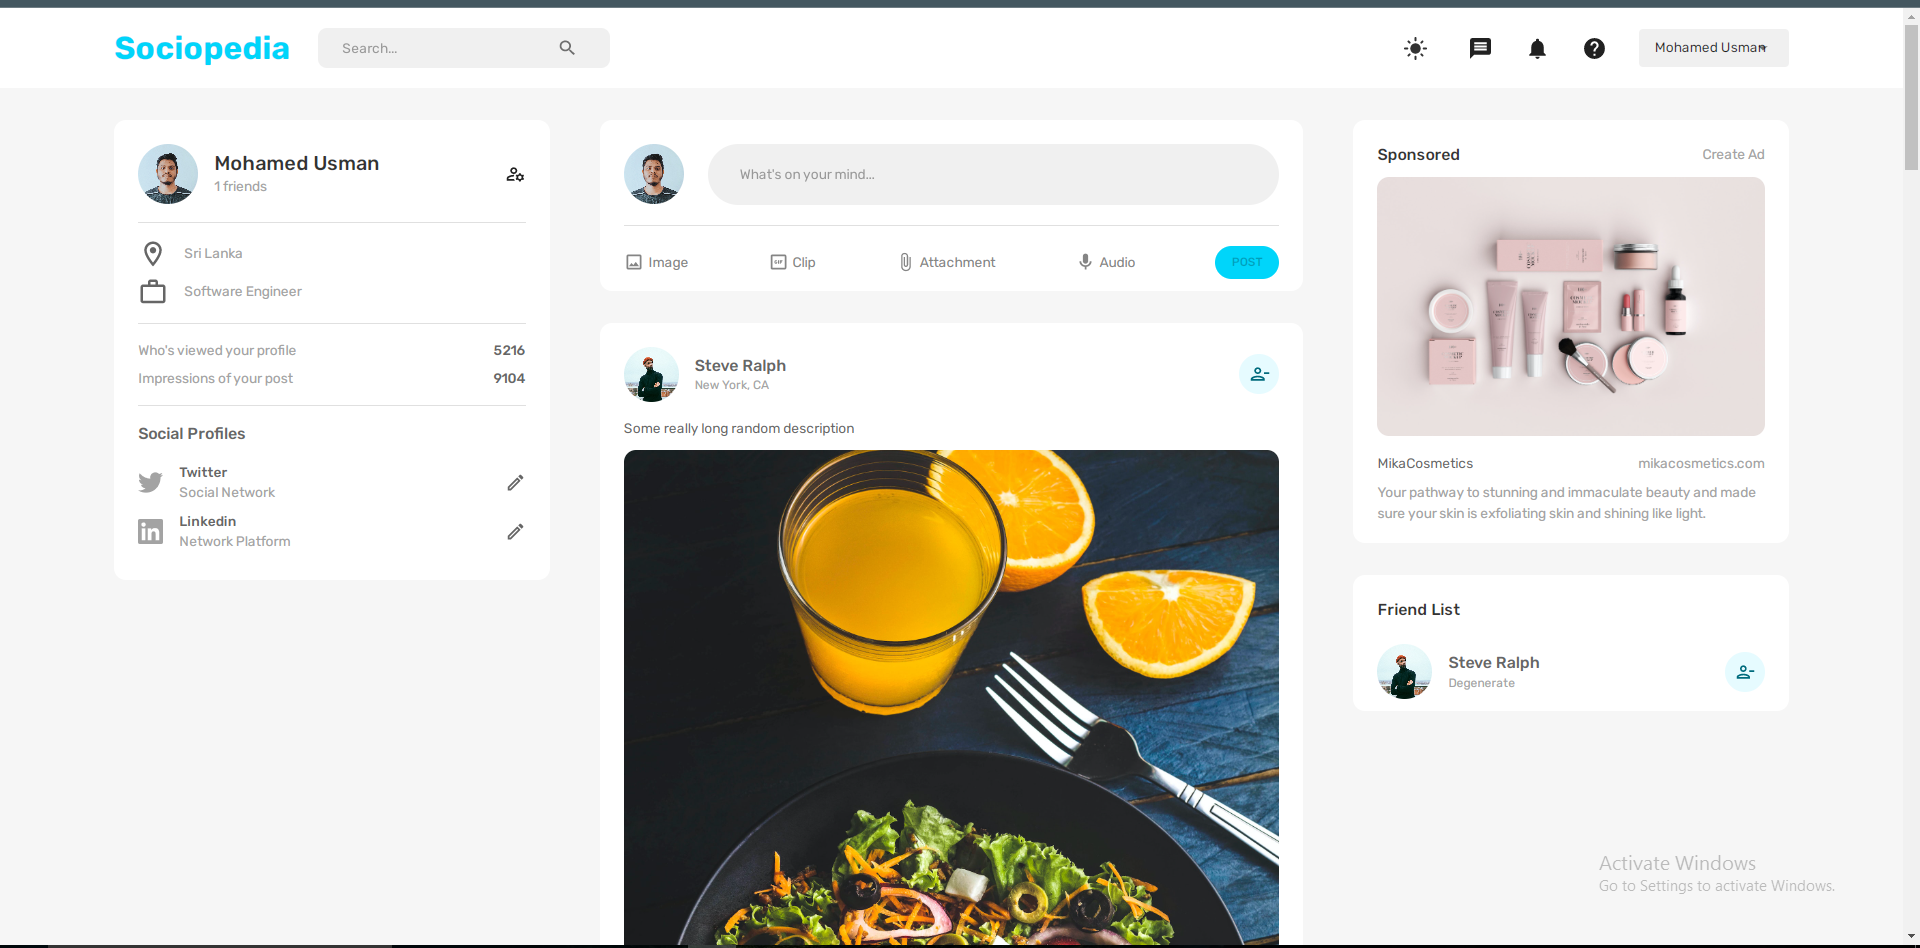 Sociopedia
Search...
Mohamed Usman
Mohamed Usman
1 friends
Sri Lanka
Software Engineer
Who's viewed your profile 5216
Impressions of your post 9104
Social Profiles
Twitter
Social Network
Linkedin
Network Platform
What's on your mind...
Image
Clip
Attachment
Audio
POST
Steve Ralph
New York, CA
Some really long random description
Sponsored
Create Ad
MikaCosmetics
mikacosmetics.com
Your pathway to stunning and immaculate beauty and made
sure your skin is exfoliating skin and shining like light.
Friend List
Steve Ralph
Degenerate
Activate Windows
Go to Settings to activate Windows.